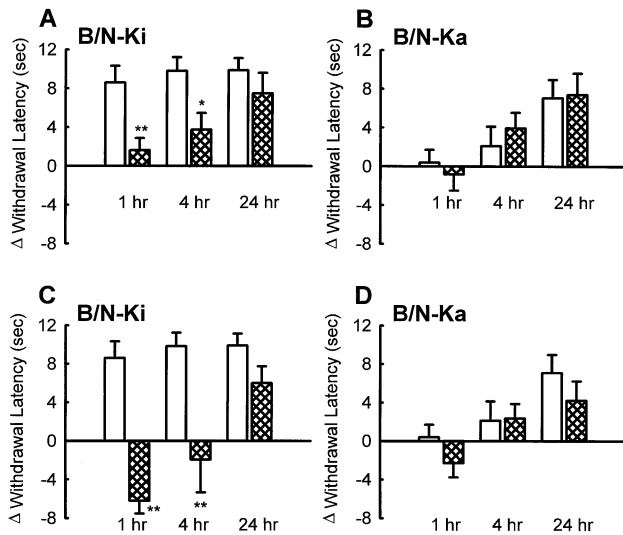 A
B/N-Ki
Δ Withdrawal Latency (sec)
12
8
4
0
-4
-8
**
*
1 hr
4 hr
24 hr
B
B/N-Ka
Δ Withdrawal Latency (sec)
12
8
4
0
-4
-8
1 hr
4 hr
24 hr
C
B/N-Ki
Δ Withdrawal Latency (sec)
12
8
4
0
-4
-8
**
**
1 hr
4 hr
24 hr
D
B/N-Ka
Δ Withdrawal Latency (sec)
12
8
4
0
-4
-8
1 hr
4 hr
24 hr